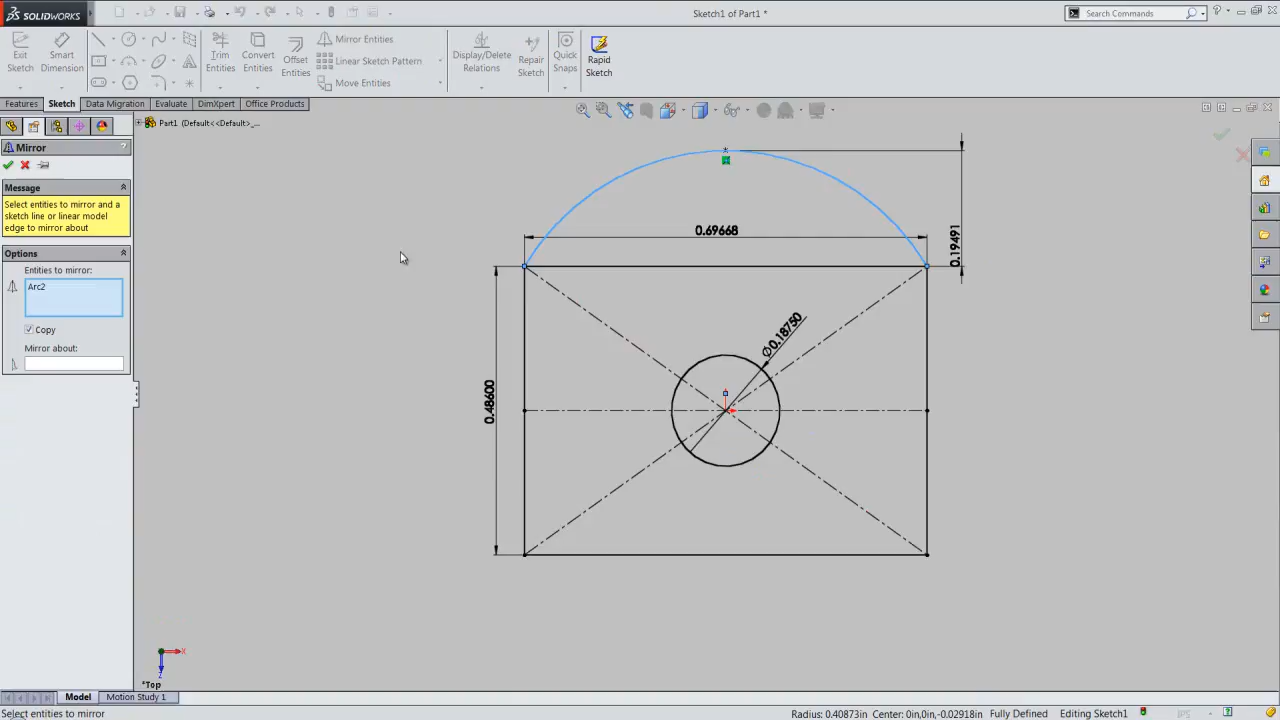 SOLIDWORKS
Sketch1 of Part1 *
Search Commands
Exit Sketch
Smart Dimension
Trim Entities
Convert Entities
Offset Entities
Mirror Entities
Linear Sketch Pattern
Move Entities
Display/Delete Relations
Repair Sketch
Quick Snaps
Rapid Sketch
Features
Sketch
Data Migration
Evaluate
DimXpert
Office Products
Part1 (Default<<Default>_...
Mirror
?
Message
Select entities to mirror and a
sketch line or linear model
edge to mirror about
Options
Entities to mirror:
Arc2
Copy
Mirror about:
0.69668
0.19491
Ø0.18750
0.48600
X
Z
*Top
Model
Motion Study 1
Select entities to mirror
Radius: 0.40873in Center: 0in,0in,-0.02918in Fully Defined
Editing Sketch1
IPS